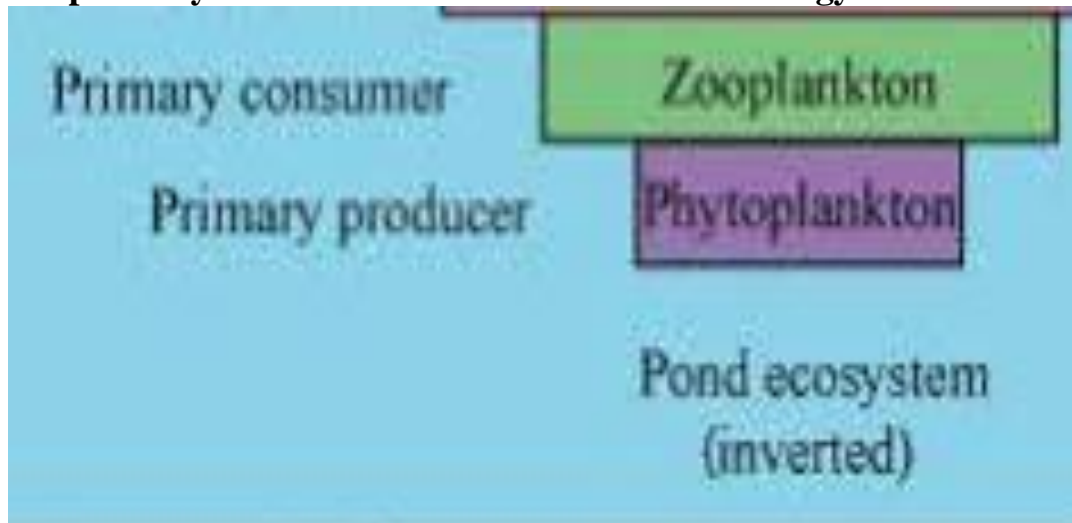 Primary consumer Zooplankton
Primary producer Phytoplankton
Pond ecosystem
(inverted)